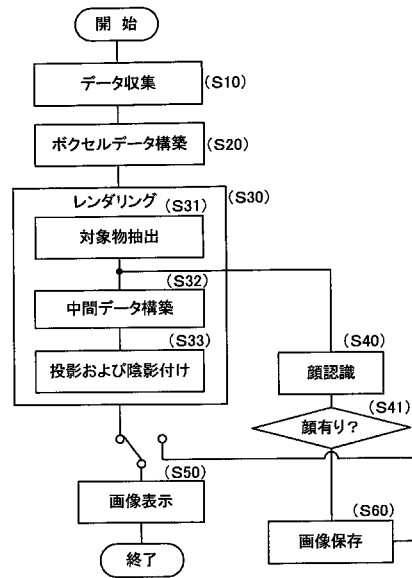 開 始
データ収集
(S10)
ボクセルデータ構築
(S20)
レンダリング
(S30)
(S31)
対象物抽出
(S32)
中間データ構築
(S33)
投影および陰影付け
(S40)
顔認識
(S41)
顔有り？
(S50)
画像表示
(S60)
画像保存
終了